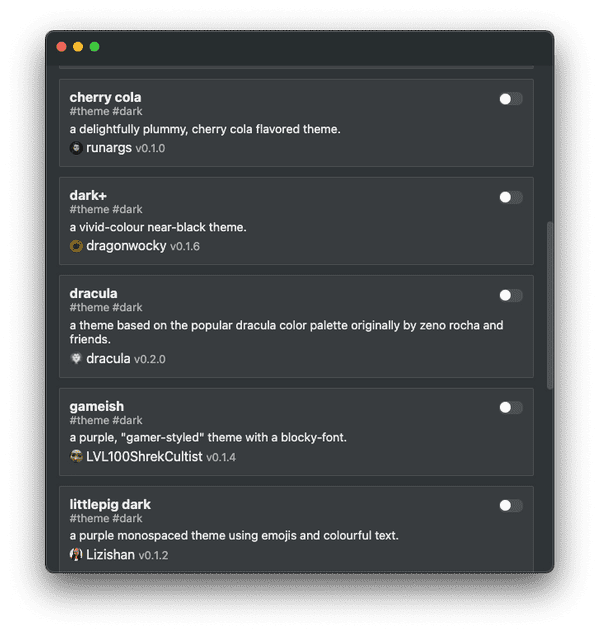 cherry cola
#theme #dark
a delightfully plummy, cherry cola flavored theme.
runargs v0.1.0
dark+
#theme #dark
a vivid-colour near-black theme.
dragonwocky v0.1.6
dracula
#theme #dark
a theme based on the popular dracula color palette originally by zeno rocha and
friends.
dracula v0.2.0
gameish
#theme #dark
a purple, "gamer-styled" theme with a blocky-font.
LVL100ShrekCultist v0.1.4
littlepig dark
#theme #dark
a purple monospaced theme using emojis and colourful text.
Lizishan v0.1.2